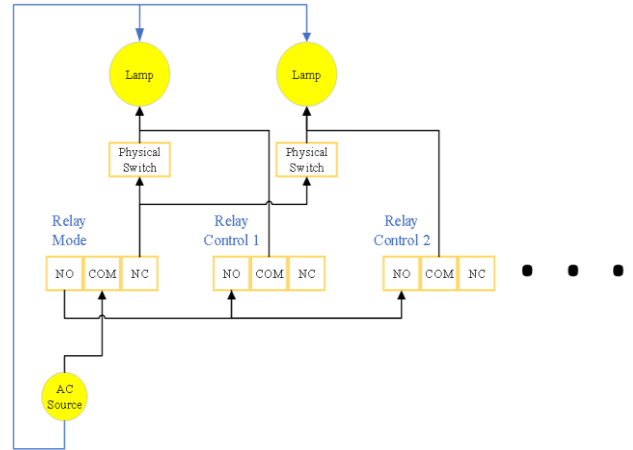 Lamp
Lamp
Physical
Switch
Physical
Switch
Relay
Mode
Relay
Control 1
Relay
Control 2
NO COM NC
NO COM NC
NO COM NC
AC
Source